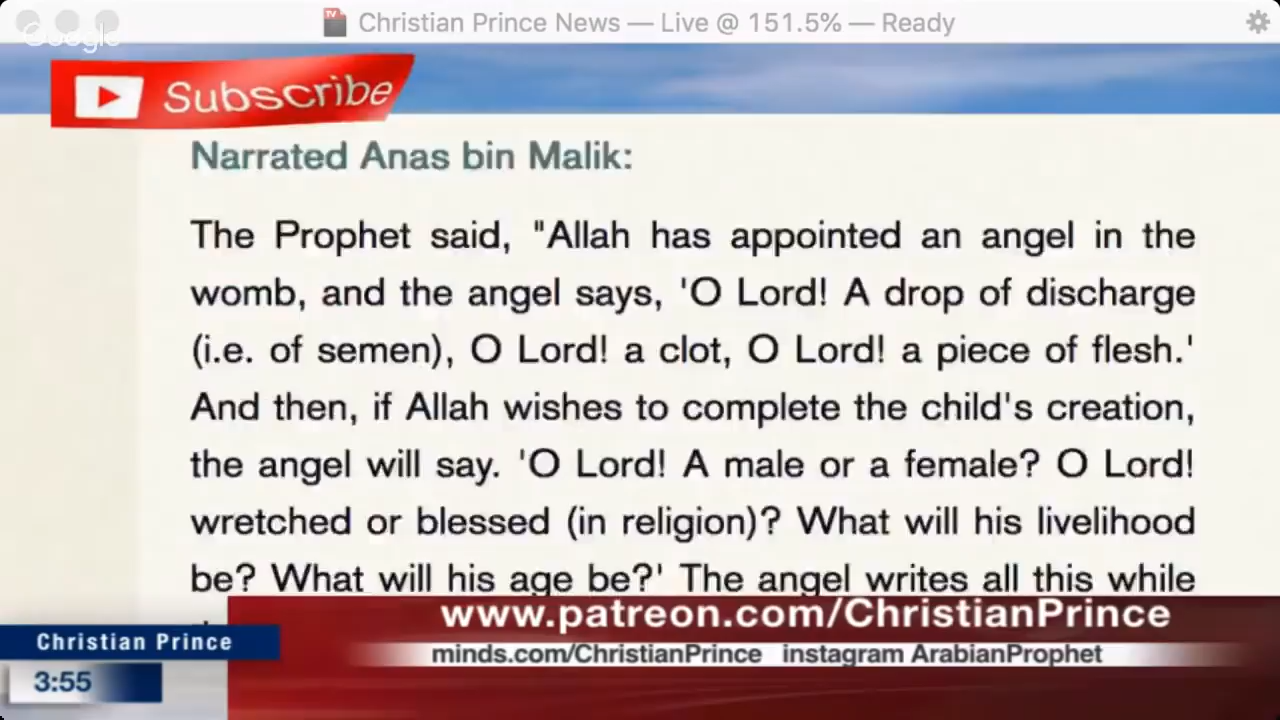 Christian Prince News — Live @ 151.5% — Ready
Google
Subscribe
Narrated Anas bin Malik:
The Prophet said, "Allah has appointed an angel in the
womb, and the angel says, 'O Lord! A drop of discharge
(i.e. of semen), O Lord! a clot, O Lord! a piece of flesh.'
And then, if Allah wishes to complete the child's creation,
the angel will say. 'O Lord! A male or a female? O Lord!
wretched or blessed (in religion)? What will his livelihood
be? What will his age be?' The angel writes all this while
www.patreon.com/ChristianPrince
Christian Prince
minds.com/ChristianPrince instagram ArabianProphet
3:55